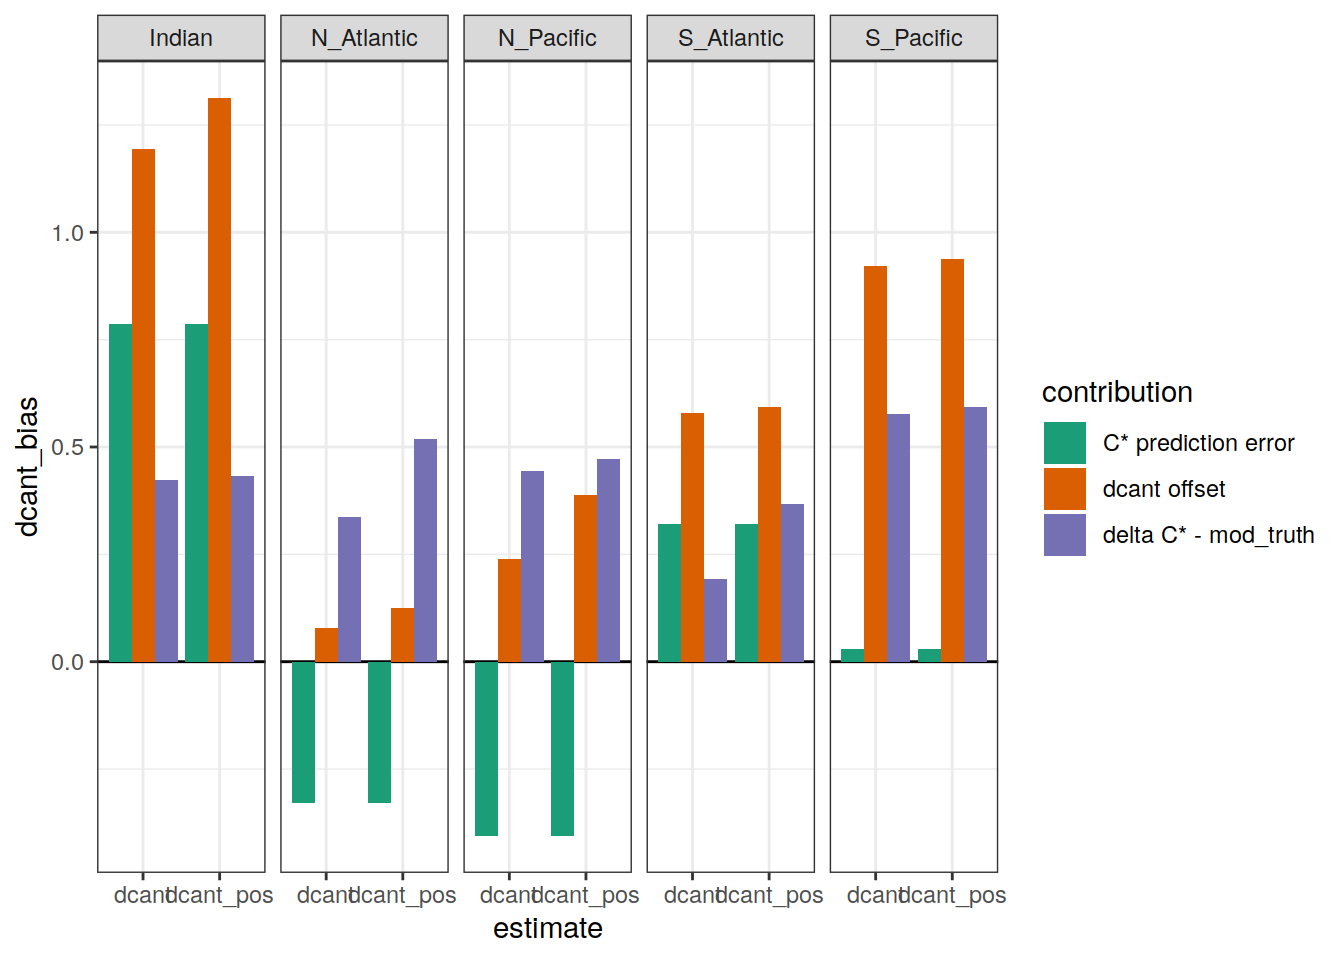 Indian
N_Atlantic
N_Pacific
S_Atlantic
S_Pacific
dcant_bias
1.0
0.5
0.0
dcant
dcant_pos
dcant
dcant_pos
dcant
dcant_pos
dcant
dcant_pos
dcant
dcant_pos
estimate
contribution
C* prediction error
dcant offset
delta C* - mod_truth